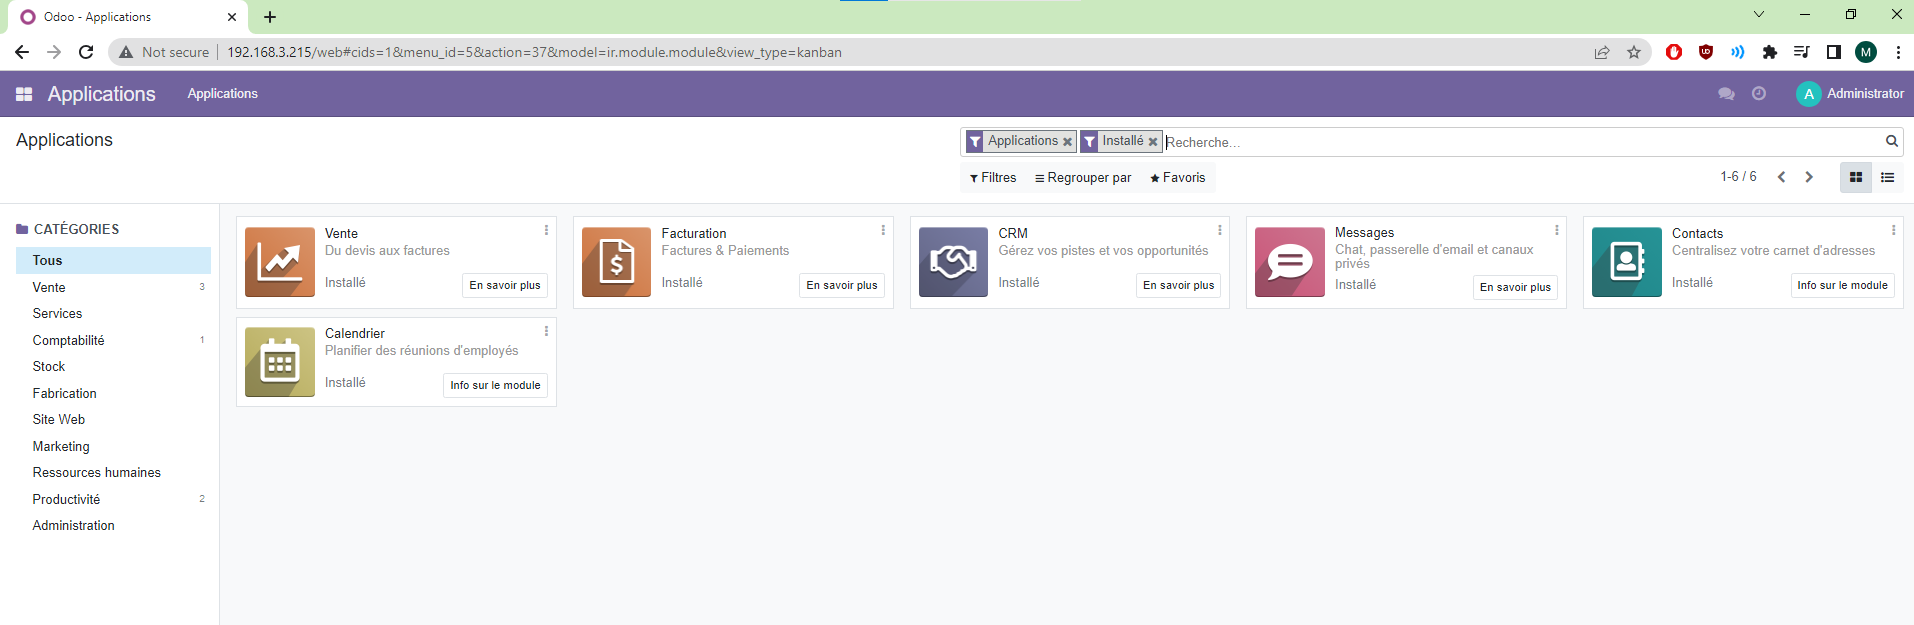 Odoo - Applications
Not secure 192.168.3.215/web#cids=1&menu_id=5&action=37&model=ir.module.module&view_type=kanban
M
Applications Applications
A Administrator
Applications
Applications Installé Recherche...
Filtres Regrouper par Favoris
1-6 / 6
CATÉGORIES
Tous
Vente 3
Services
Comptabilité 1
Stock
Fabrication
Site Web
Marketing
Ressources humaines
Productivité 2
Administration
Vente
Du devis aux factures
Installé En savoir plus
Facturation
Factures & Paiements
Installé En savoir plus
CRM
Gérez vos pistes et vos opportunités
Installé En savoir plus
Messages
Chat, passerelle d'email et canaux
privés
Installé En savoir plus
Contacts
Centralisez votre carnet d'adresses
Installé Info sur le module
Calendrier
Planifier des réunions d'employés
Installé Info sur le module